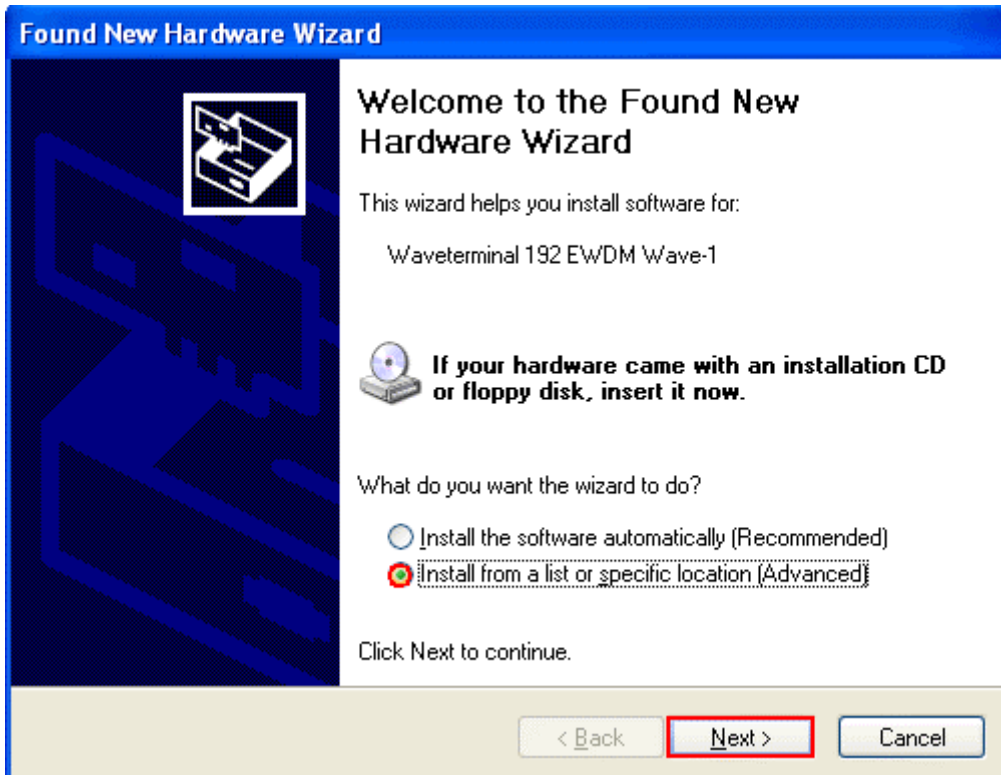 Found New Hardware Wizard
Welcome to the Found New
Hardware Wizard
This wizard helps you install software for:
Waveterminal 192 EWDM Wave-1
If your hardware came with an installation CD
or floppy disk, insert it now.
What do you want the wizard to do?
Install the software automatically (Recommended)
Install from a list or specific location (Advanced)
Click Next to continue.
< Back
Next >
Cancel